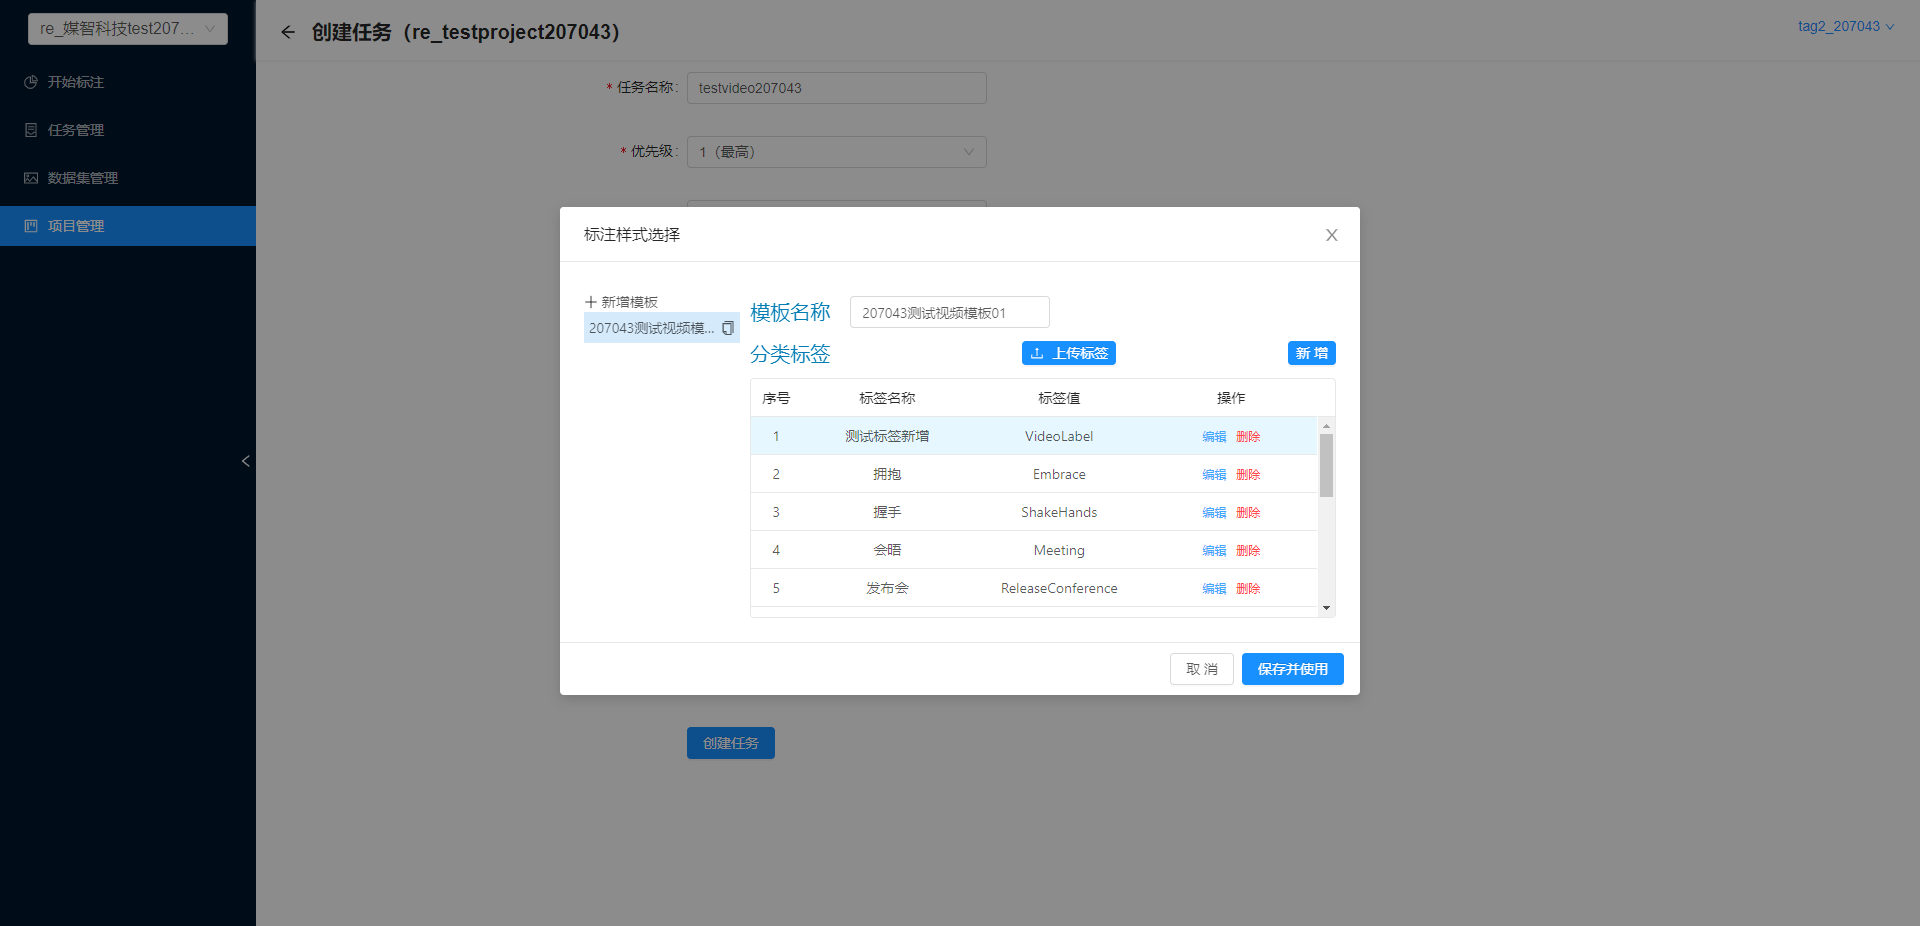 re_媒智科技test207...
开始标注
任务管理
数据集管理
项目管理
创建任务（re_testproject207043）
tag2_207043
* 任务名称: testvideo207043
* 优先级: 1（最高）
标注样式选择
新增模板
207043测试视频模...
模板名称 207043测试视频模板01
分类标签 上传标签 新 增
序号 标签名称 标签值 操作
1 测试标签新增 VideoLabel 编辑 删除
2 拥抱 Embrace 编辑 删除
3 握手 ShakeHands 编辑 删除
4 会晤 Meeting 编辑 删除
5 发布会 ReleaseConference 编辑 删除
取 消 保存并使用
创建任务